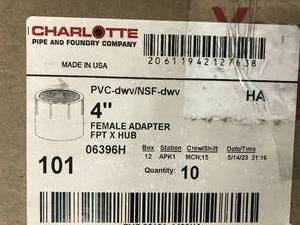 CHARLOTTE
PIPE AND FOUNDRY COMPANY
MADE IN USA
20611942127638
PVC-dwv/NSF-dwv
HA
4"
FEMALE ADAPTER
FPT X HUB
101
06396H
Box Station Crew/Shift Date/Time
12 APK1 MCN;15 5/14/23 21:16
Quantity: 10